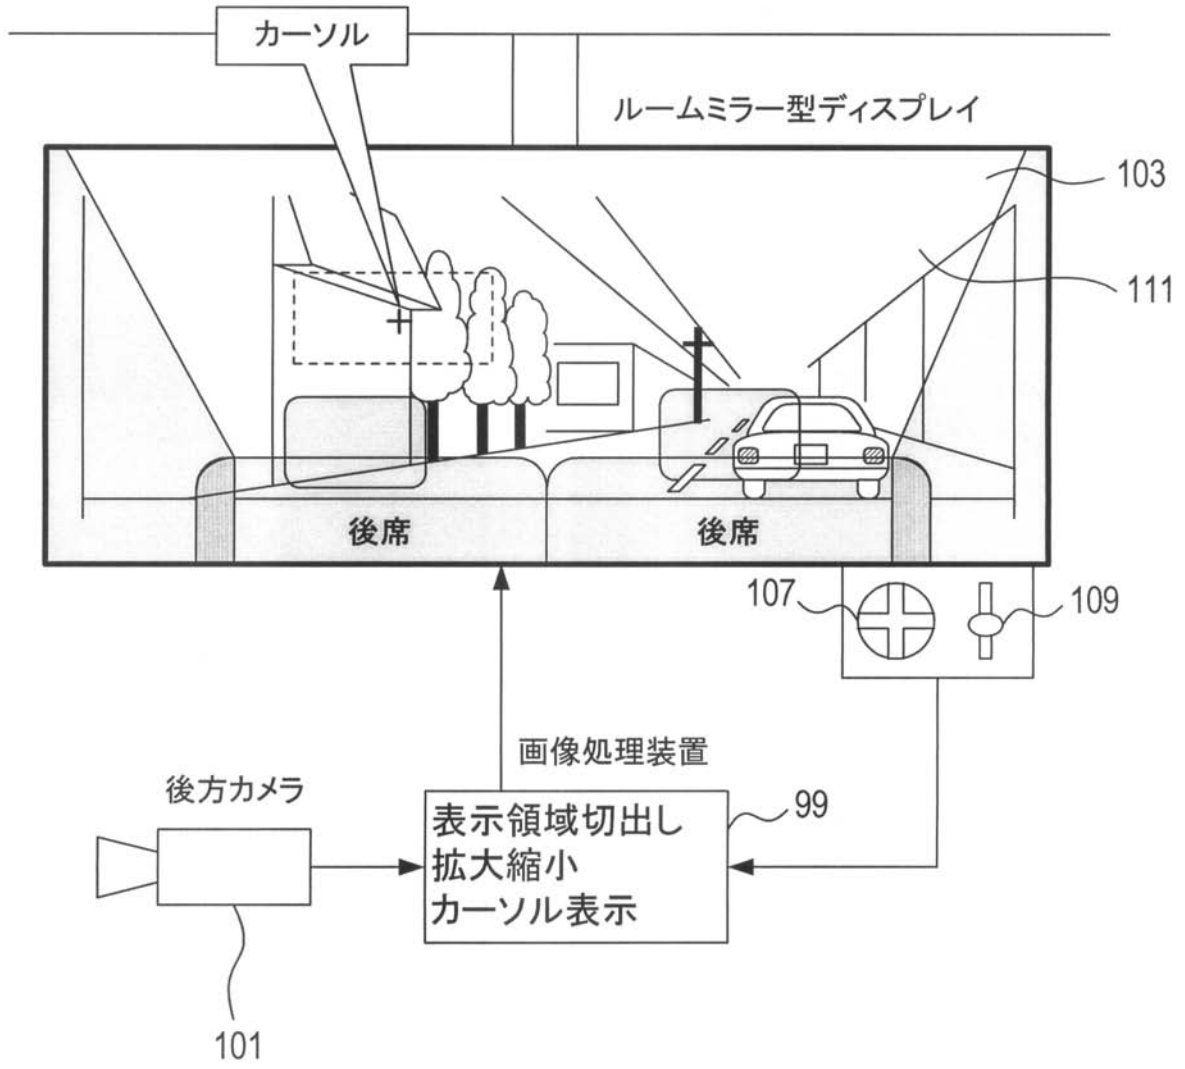 カーソル
ルームミラー型ディスプレイ
103
111
後席
後席
107
109
画像処理装置
後方カメラ
99
表示領域切出し
拡大縮小
カーソル表示
101